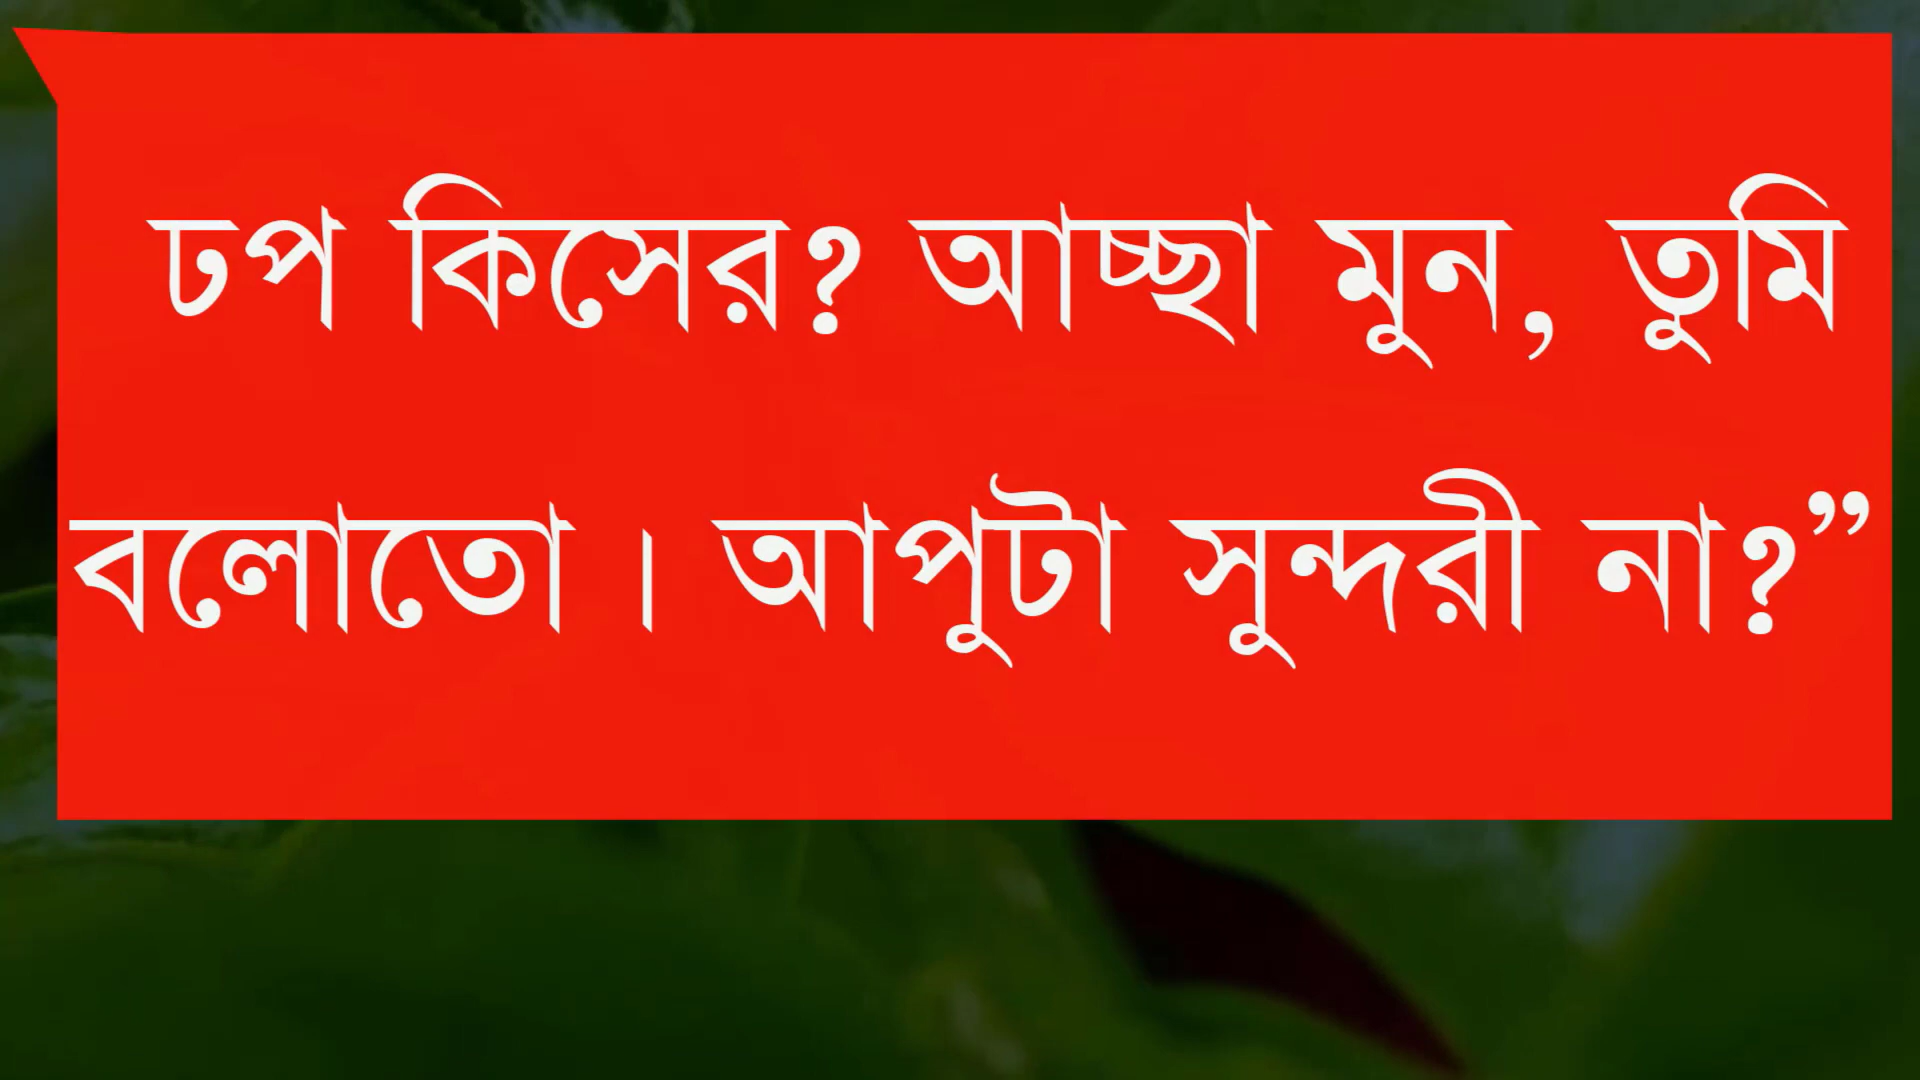 ঢপ কিসের? আচ্ছা মুন, তুমি
বলোতো । আপুটা সুন্দরী না?”